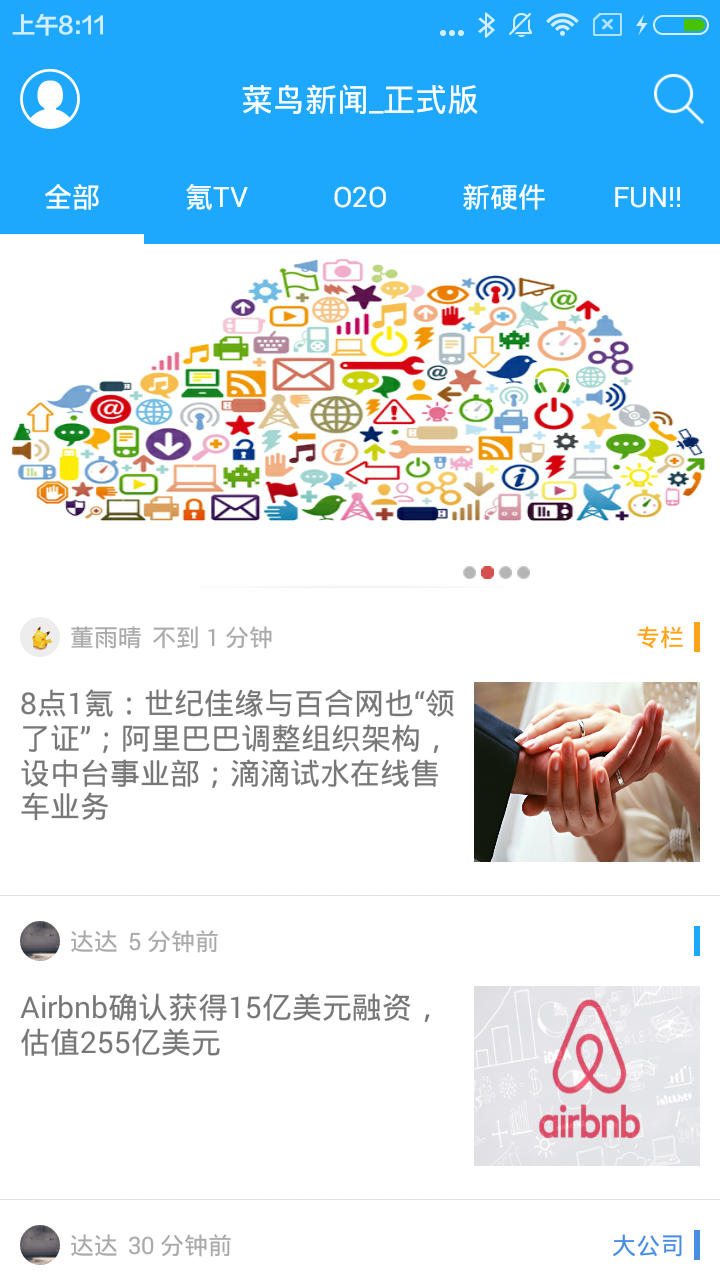 上午8:11
菜鸟新闻_正式版
全部
氪TV
O2O
新硬件
FUN!!
董雨晴 不到 1 分钟
专栏
8点1氪：世纪佳缘与百合网也“领
了证”；阿里巴巴调整组织架构，
设中台事业部；滴滴试水在线售
车业务
达达 5 分钟前
Airbnb确认获得15亿美元融资，
估值255亿美元
airbnb
达达 30 分钟前
大公司